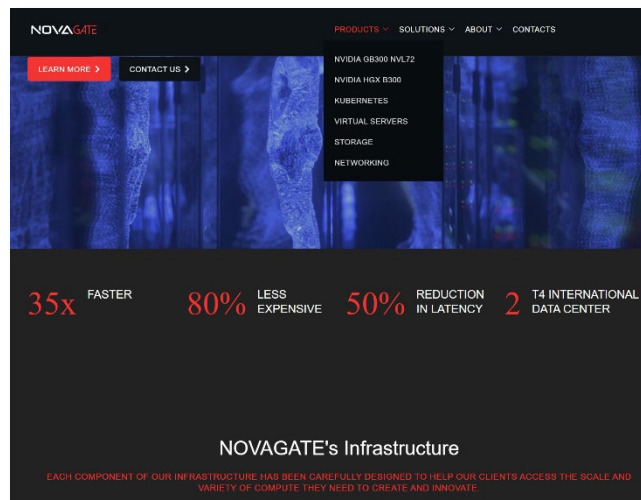 NOVAGATE
PRODUCTS SOLUTIONS ABOUT CONTACTS
LEARN MORE
CONTACT US
NVIDIA GB300 NVL72
NVIDIA HGX B300
KUBERNETES
VIRTUAL SERVERS
STORAGE
NETWORKING
35x FASTER
80% LESS
EXPENSIVE
50% REDUCTION
IN LATENCY
2 T4 INTERNATIONAL
DATA CENTER
NOVAGATE's Infrastructure
EACH COMPONENT OF OUR INFRASTRUCTURE HAS BEEN CAREFULLY DESIGNED TO HELP OUR CLIENTS ACCESS THE SCALE AND
VARIETY OF COMPUTE THEY NEED TO CREATE AND INNOVATE.